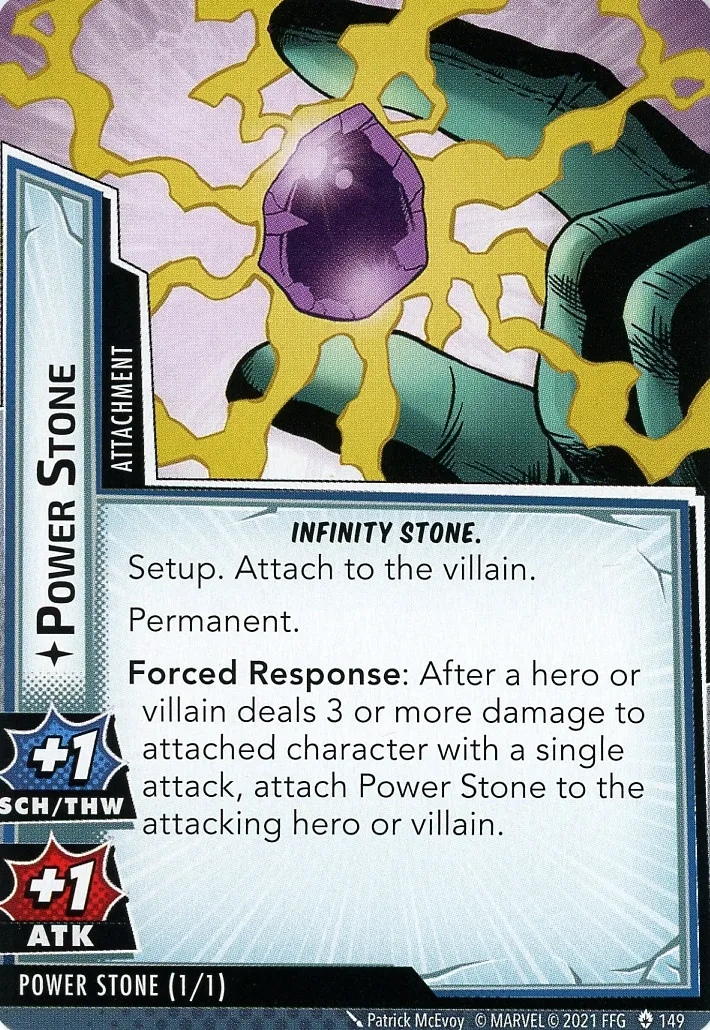 POWER STONE
ATTACHMENT
INFINITY STONE.
Setup. Attach to the villain.
Permanent.
Forced Response: After a hero or
villain deals 3 or more damage to
attached character with a single
attack, attach Power Stone to the
attacking hero or villain.
+1
SCH/THW
+1
ATK
POWER STONE (1/1)
Patrick McEvoy © MARVEL © 2021 FFG 149